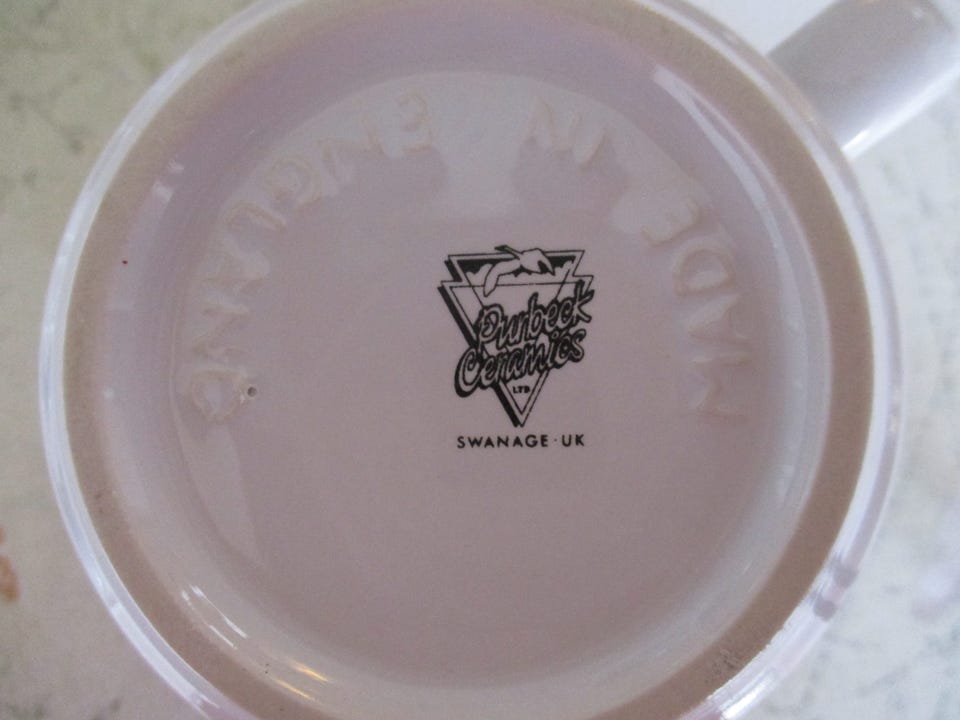 MADE IN ENGLAND
Purbeck
Ceramics
LTD
SWANAGE · UK